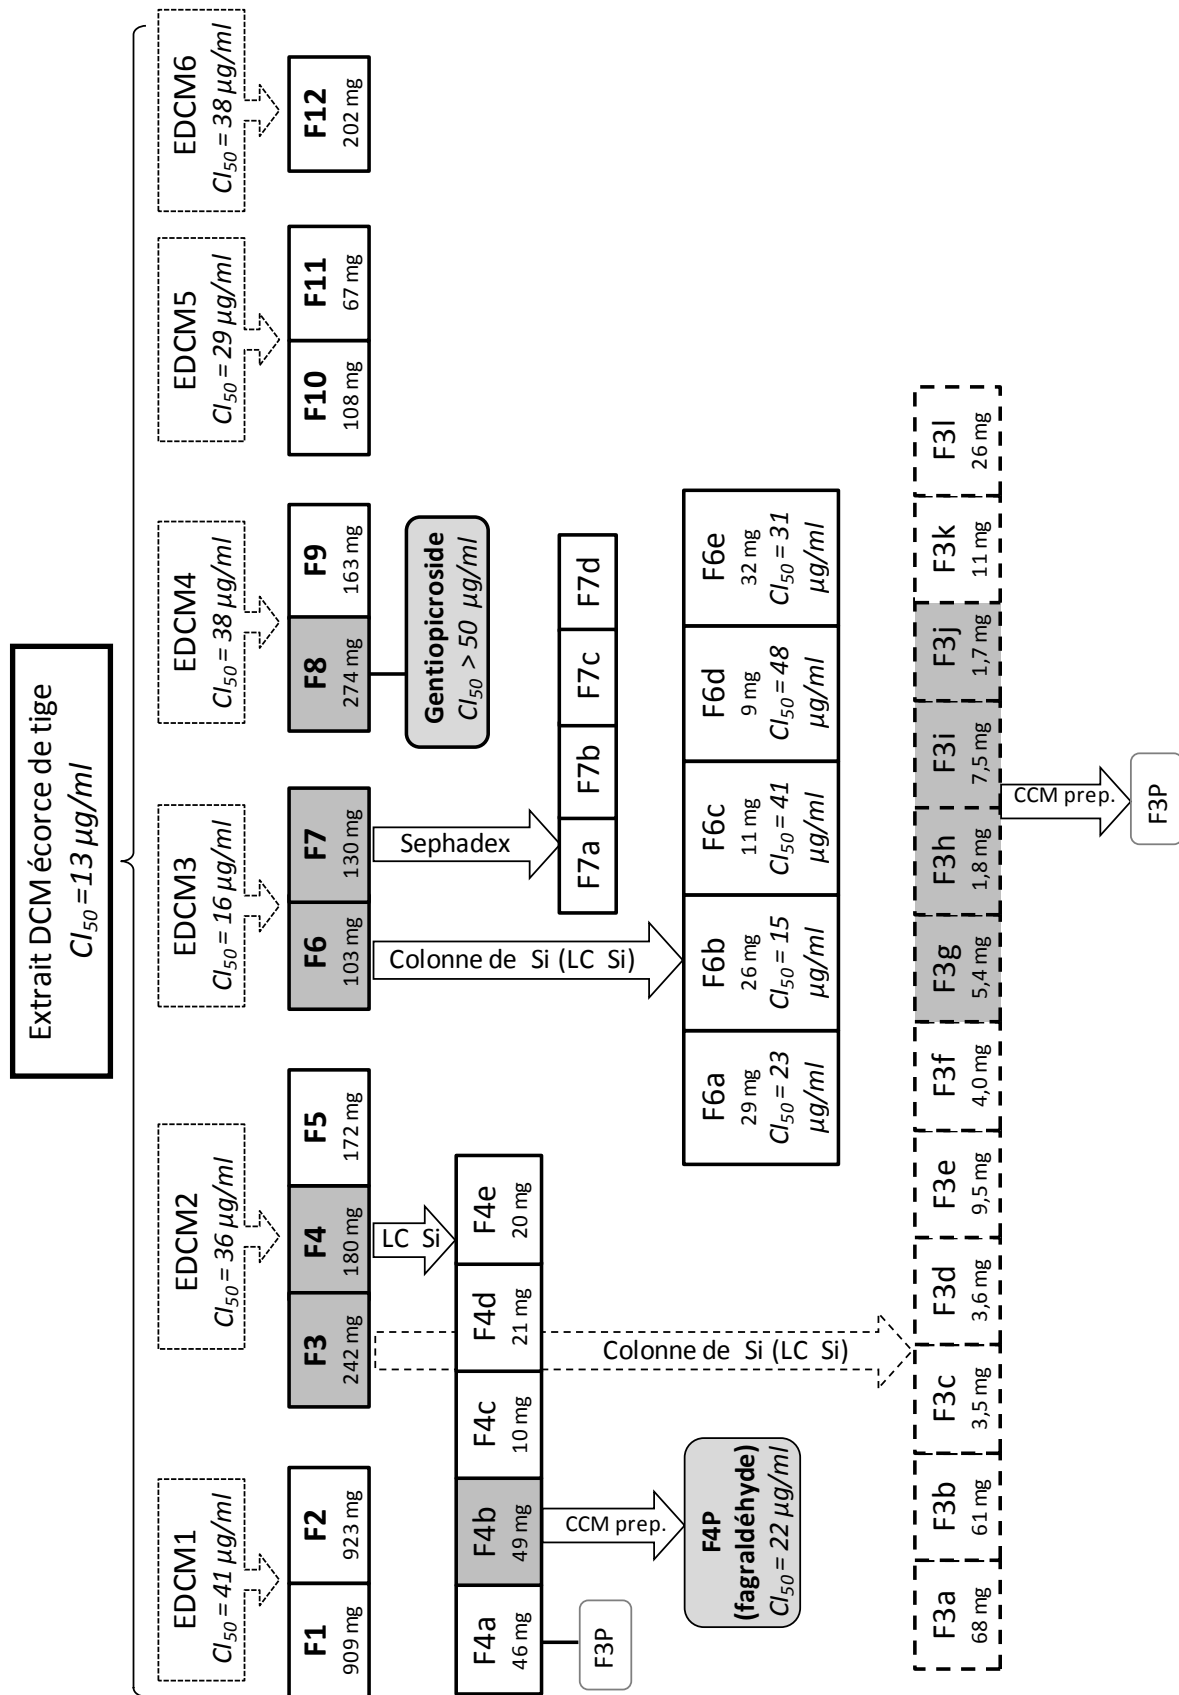 Extrait DCM écorce de tige
CI50 =13 µg/ml
EDCM1
CI50 = 41 µg/ml
EDCM2
CI50 = 36 µg/ml
EDCM3
CI50 = 16 µg/ml
EDCM4
CI50 = 38 µg/ml
EDCM5
CI50 = 29 µg/ml
EDCM6
CI50 = 38 µg/ml
F1
909 mg
F2
923 mg
F3
242 mg
F4
180 mg
F5
172 mg
F6
103 mg
F7
130 mg
F8
274 mg
F9
163 mg
F10
108 mg
F11
67 mg
F12
202 mg
LC Si
Sephadex
Gentiopicroside
CI50 > 50 µg/ml
F4a
46 mg
F4b
49 mg
F4c
10 mg
F4d
21 mg
F4e
20 mg
Colonne de Si (LC Si)
F7a
F7b
F7c
F7d
F3P
CCM prep.
Colonne de Si (LC Si)
F4P
(fagraldéhyde)
CI50 = 22 µg/ml
F6a
29 mg
CI50 = 23
µg/ml
F6b
26 mg
CI50 = 15
µg/ml
F6c
11 mg
CI50 = 41
µg/ml
F6d
9 mg
CI50 = 48
µg/ml
F6e
32 mg
CI50 = 31
µg/ml
F3a
68 mg
F3b
61 mg
F3c
3,5 mg
F3d
3,6 mg
F3e
9,5 mg
F3f
4,0 mg
F3g
5,4 mg
F3h
1,8 mg
F3i
7,5 mg
F3j
1,7 mg
F3k
11 mg
F3l
26 mg
CCM prep.
F3P